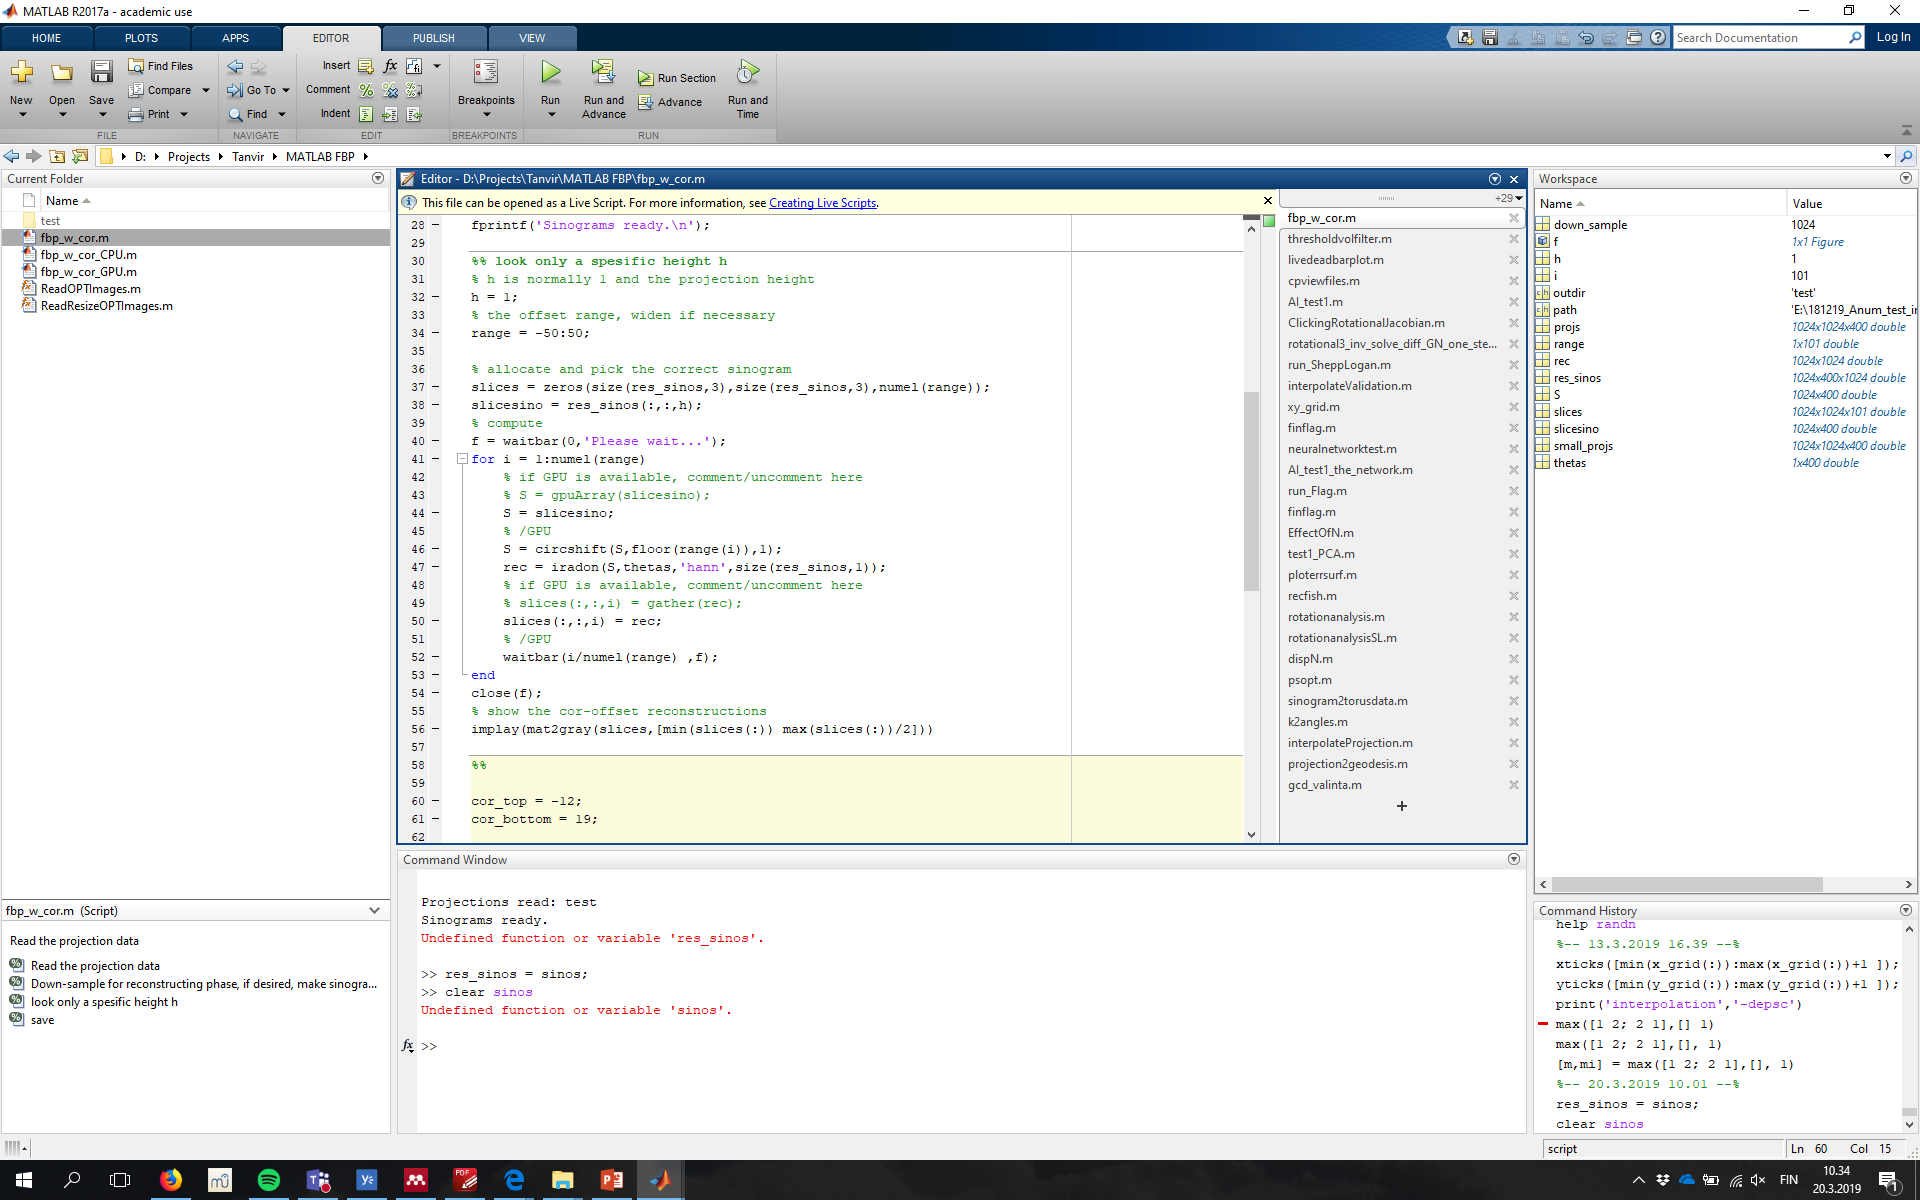 MATLAB R2017a - academic use
HOME PLOTS APPS EDITOR PUBLISH VIEW
Search Documentation
Log In
New Open Save
Find Files
Compare
Print
FILE
Go To
Find
NAVIGATE
Insert fx
Comment
Indent
EDIT
Breakpoints
BREAKPOINTS
Run
Run and Advance
Run Section
Advance
Run and Time
RUN
D: Projects Tanvir MATLAB FBP
Current Folder
Name
test
fbp_w_cor.m
fbp_w_cor_CPU.m
fbp_w_cor_GPU.m
ReadOPTImages.m
ReadResizeOPTImages.m
fbp_w_cor.m (Script)
Read the projection data
Read the projection data
Down-sample for reconstructing phase, if desired, make sinogra...
look only a spesific height h
save
Editor - D:\Projects\Tanvir\MATLAB FBP\fbp_w_cor.m
This file can be opened as a Live Script. For more information, see Creating Live Scripts.
28 fprintf('Sinograms ready.\n');
29
30 %% look only a spesific height h
31 % h is normally 1 and the projection height
32 h = 1;
33 % the offset range, widen if necessary
34 range = -50:50;
35
36 % allocate and pick the correct sinogram
37 slices = zeros(size(res_sinos,3),size(res_sinos,3),numel(range));
38 slicesino = res_sinos(:,:,h);
39 % compute
40 f = waitbar(0,'Please wait...');
41 for i = 1:numel(range)
42 % if GPU is available, comment/uncomment here
43 % S = gpuArray(slicesino);
44 S = slicesino;
45 % /GPU
46 S = circshift(S,floor(range(i)),1);
47 rec = iradon(S,thetas,'hann',size(res_sinos,1));
48 % if GPU is available, comment/uncomment here
49 % slices(:,:,i) = gather(rec);
50 slices(:,:,i) = rec;
51 % /GPU
52 waitbar(i/numel(range) ,f);
53 end
54 close(f);
55 % show the cor-offset reconstructions
56 implay(mat2gray(slices,[min(slices(:)) max(slices(:))/2]))
57
58 %%
59
60 cor_top = -12;
61 cor_bottom = 19;
62
+29
fbp_w_cor.m
thresholdvolfilter.m
livedeadbarplot.m
cpviewfiles.m
AI_test1.m
ClickingRotationalJacobian.m
rotational3_inv_solve_diff_GN_one_ste...
run_SheppLogan.m
interpolateValidation.m
xy_grid.m
finflag.m
neuralnetworktest.m
AI_test1_the_network.m
run_Flag.m
finflag.m
EffectOfN.m
test1_PCA.m
ploterrsurf.m
recfish.m
rotationanalysis.m
rotationanalysisSL.m
dispN.m
psopt.m
sinogram2torusdata.m
k2angles.m
interpolateProjection.m
projection2geodesis.m
gcd_valinta.m
Command Window
Projections read: test
Sinograms ready.
Undefined function or variable 'res_sinos'.
>> res_sinos = sinos;
>> clear sinos
Undefined function or variable 'sinos'.
fx >>
Workspace
Name Value
down_sample 1024
f 1x1 Figure
h 1
i 101
outdir 'test'
path 'E:\181219_Anum_test_in
projs 1024x1024x400 double
range 1x101 double
rec 1024x1024 double
res_sinos 1024x400x1024 double
S 1024x400 double
slices 1024x1024x101 double
slicesino 1024x400 double
small_projs 1024x1024x400 double
thetas 1x400 double
Command History
help randn
%-- 13.3.2019 16.39 --%
xticks([min(x_grid(:)):max(x_grid(:))+1 ]);
yticks([min(y_grid(:)):max(y_grid(:))+1 ]);
print('interpolation','-depsc')
max([1 2; 2 1],[] 1)
max([1 2; 2 1],[], 1)
[m,mi] = max([1 2; 2 1],[], 1)
%-- 20.3.2019 10.01 --%
res_sinos = sinos;
clear sinos
script
Ln 60 Col 15
FIN
10.34
20.3.2019